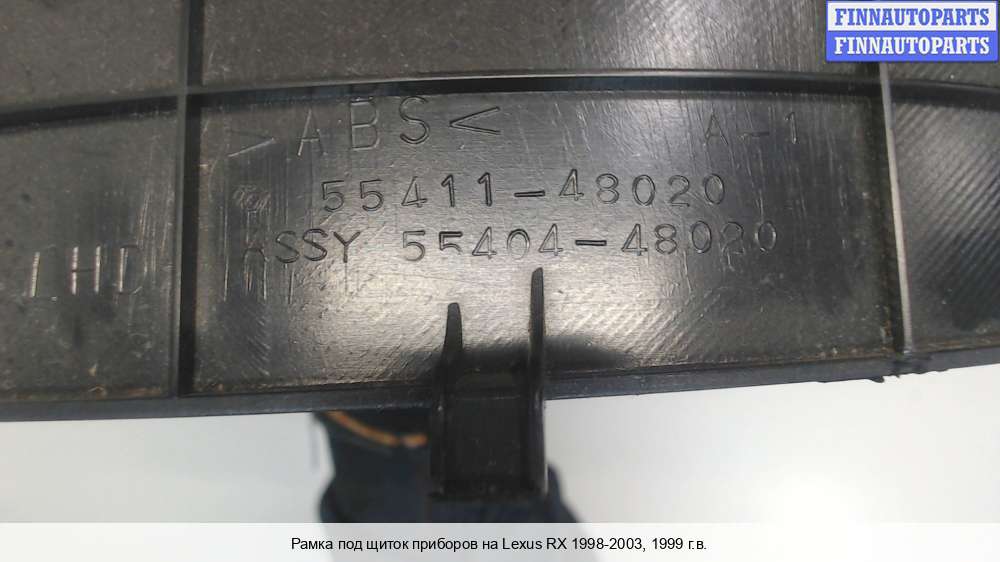 FINNAUTOPARTS
FINNAUTOPARTS
>ABS< A-1
55411-48020
ASSY 55404-48020
LHD
Рамка под щиток приборов на Lexus RX 1998-2003, 1999 г.в.